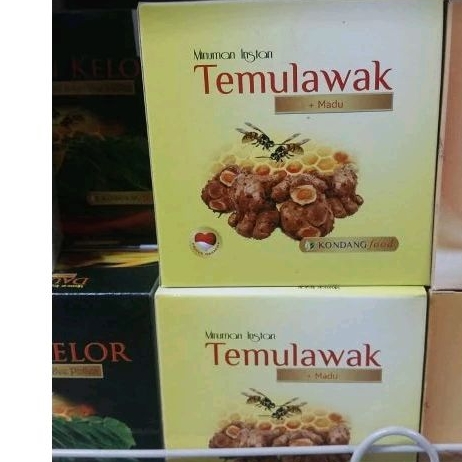 KELOR
Minuman Instan
Temulawak
+ Madu
KONDANG food
ELOR
Minuman Instan
Temulawak
+ Madu